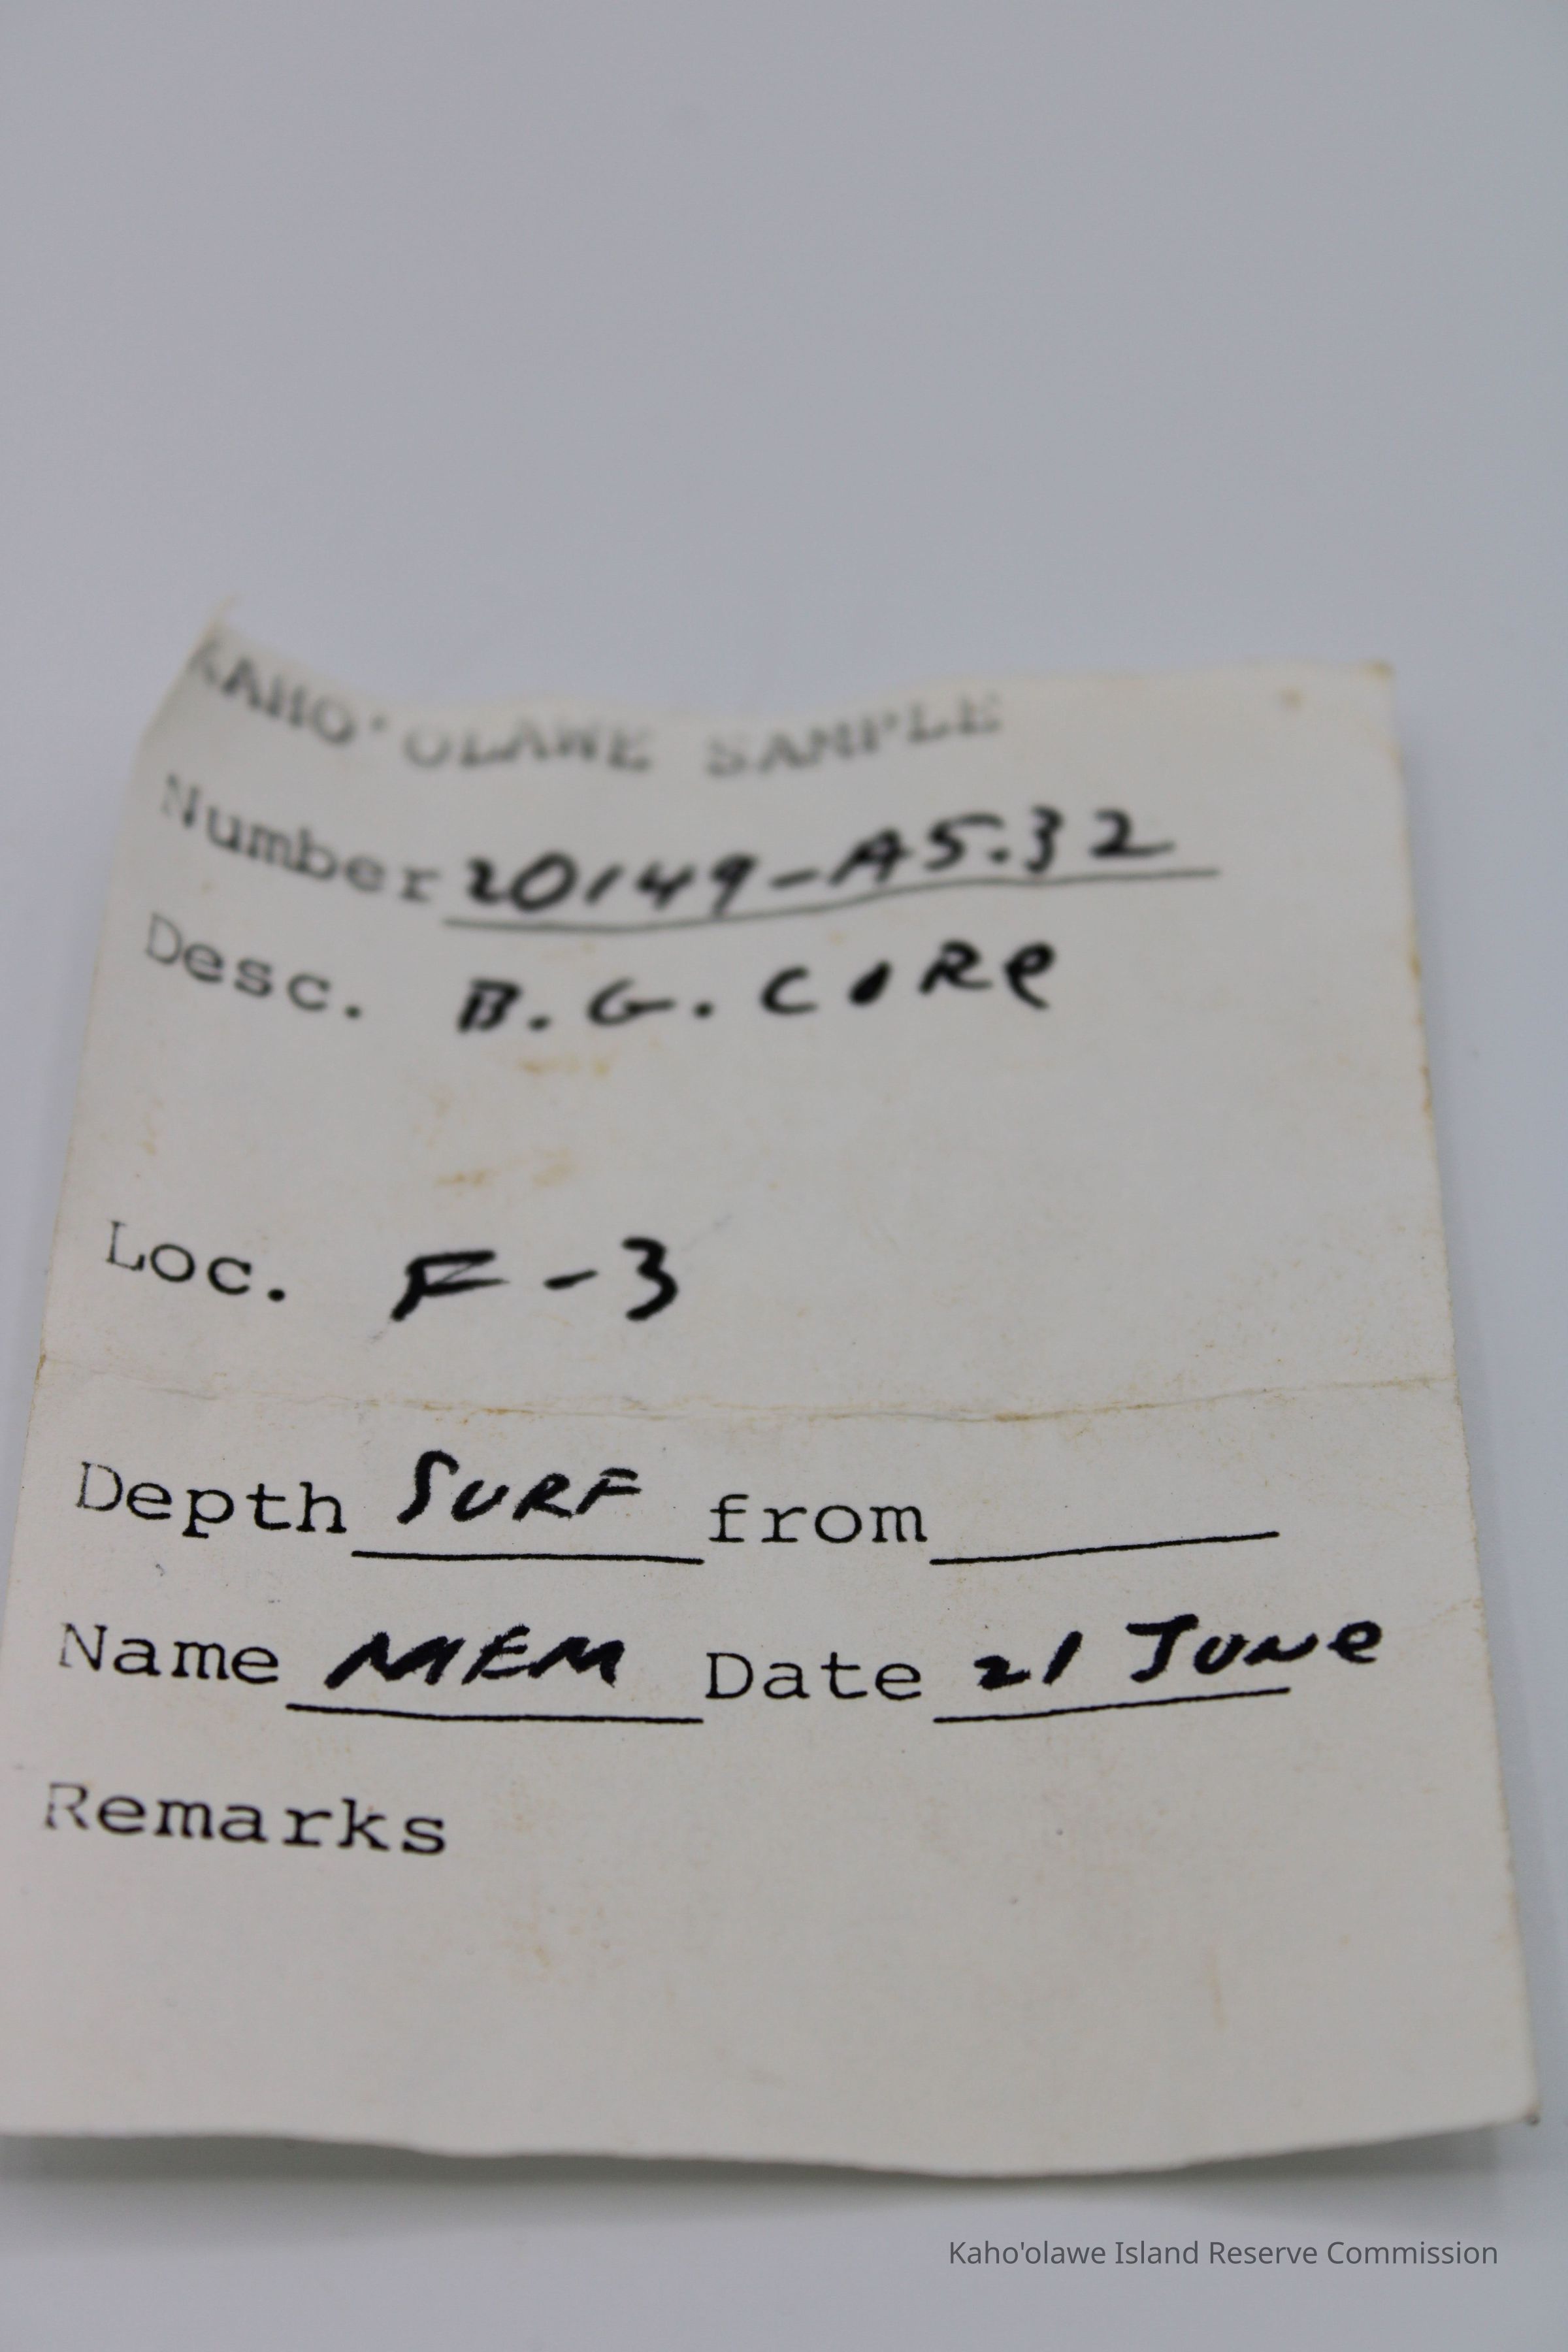 KAHO'OLAWE SAMPLE
Number 20149-A5.32
Desc. B.G. CORe
Loc. F-3
Depth SURF from
Name MEM Date 21 JUNe
Remarks
Kaho'olawe Island Reserve Commission